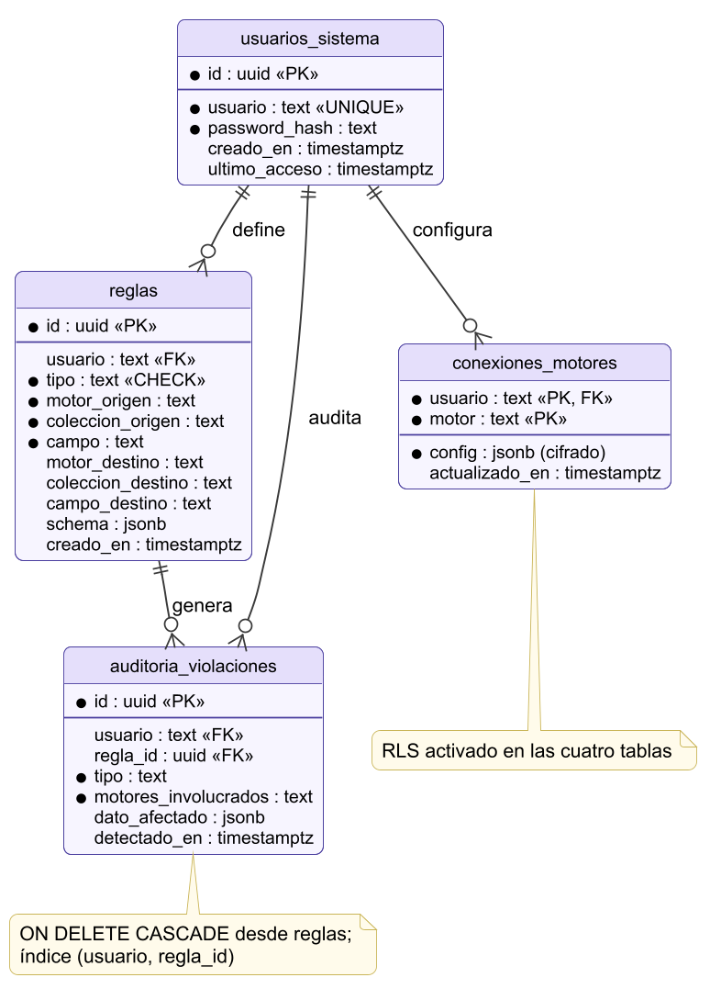 usuarios_sistema
● id : uuid «PK»
● usuario : text «UNIQUE»
● password_hash : text
creado_en : timestamptz
ultimo_acceso : timestamptz
define
configura
reglas
● id : uuid «PK»
usuario : text «FK»
● tipo : text «CHECK»
● motor_origen : text
● coleccion_origen : text
● campo : text
motor_destino : text
coleccion_destino : text
campo_destino : text
schema : jsonb
creado_en : timestamptz
audita
conexiones_motores
● usuario : text «PK, FK»
● motor : text «PK»
● config : jsonb (cifrado)
actualizado_en : timestamptz
genera
auditoria_violaciones
● id : uuid «PK»
usuario : text «FK»
regla_id : uuid «FK»
● tipo : text
● motores_involucrados : text
dato_afectado : jsonb
detectado_en : timestamptz
RLS activado en las cuatro tablas
ON DELETE CASCADE desde reglas;
índice (usuario, regla_id)